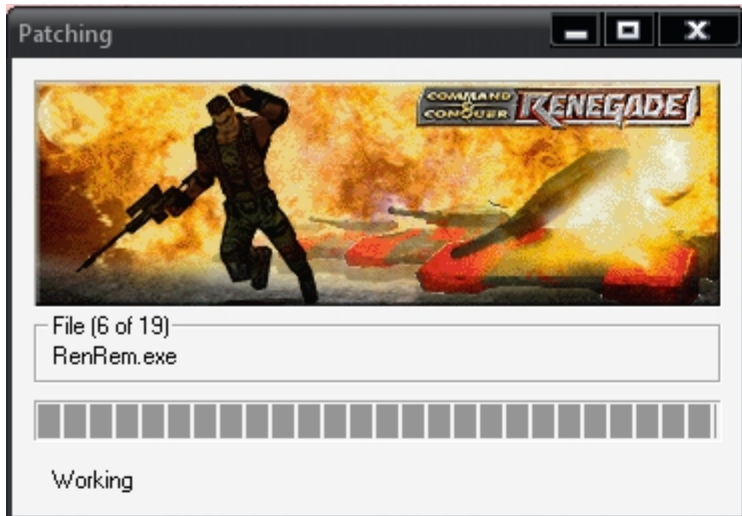 Patching
COMMAND & CONQUER RENEGADE
File (6 of 19)
RenRem.exe
Working